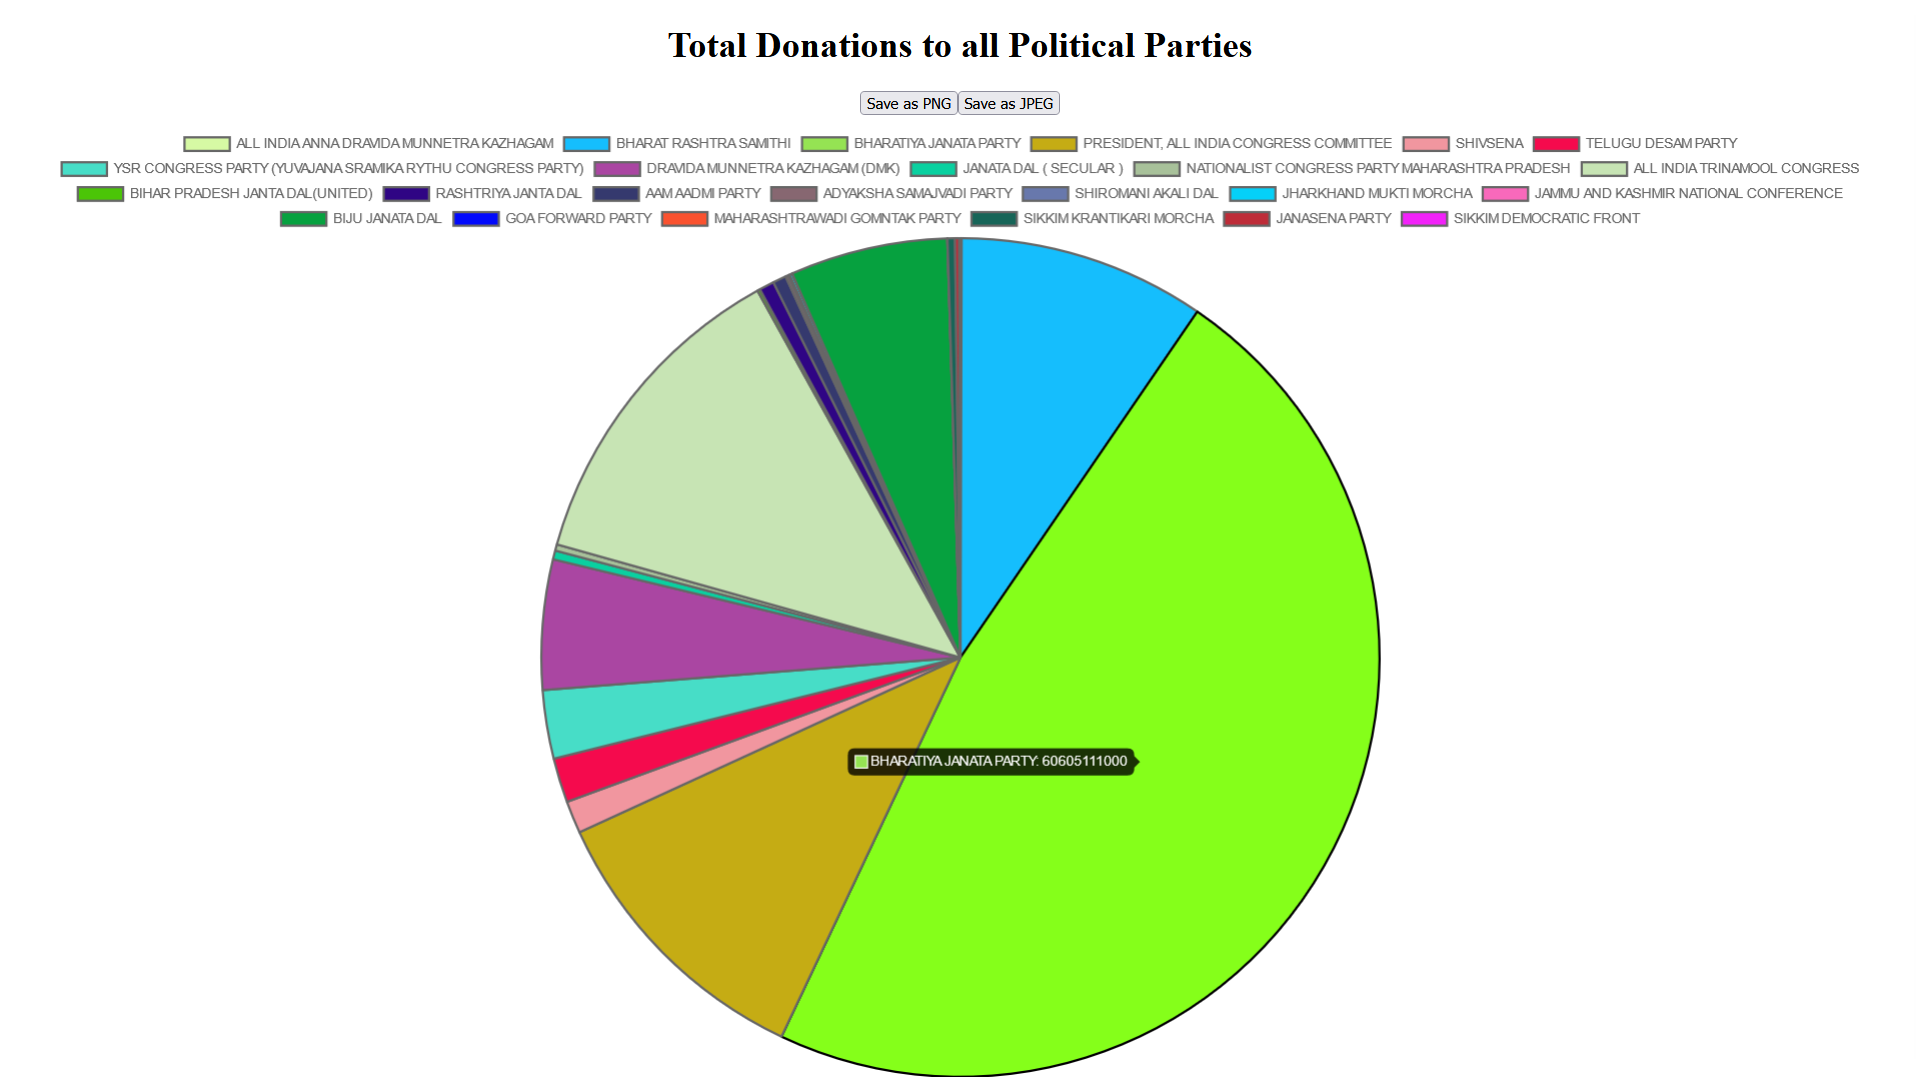 Total Donations to all Political Parties
Save as PNG Save as JPEG
ALL INDIA ANNA DRAVIDA MUNNETRA KAZHAGAM BHARAT RASHTRA SAMITHI BHARATIYA JANATA PARTY PRESIDENT, ALL INDIA CONGRESS COMMITTEE SHIVSENA TELUGU DESAM PARTY
YSR CONGRESS PARTY (YUVAJANA SRAMIKA RYTHU CONGRESS PARTY) DRAVIDA MUNNETRA KAZHAGAM (DMK) JANATA DAL ( SECULAR ) NATIONALIST CONGRESS PARTY MAHARASHTRA PRADESH ALL INDIA TRINAMOOL CONGRESS
BIHAR PRADESH JANTA DAL(UNITED) RASHTRIYA JANTA DAL AAM AADMI PARTY ADYAKSHA SAMAJVADI PARTY SHIROMANI AKALI DAL JHARKHAND MUKTI MORCHA JAMMU AND KASHMIR NATIONAL CONFERENCE
BIJU JANATA DAL GOA FORWARD PARTY MAHARASHTRAWADI GOMNTAK PARTY SIKKIM KRANTIKARI MORCHA JANASENA PARTY SIKKIM DEMOCRATIC FRONT
BHARATIYA JANATA PARTY: 60605111000